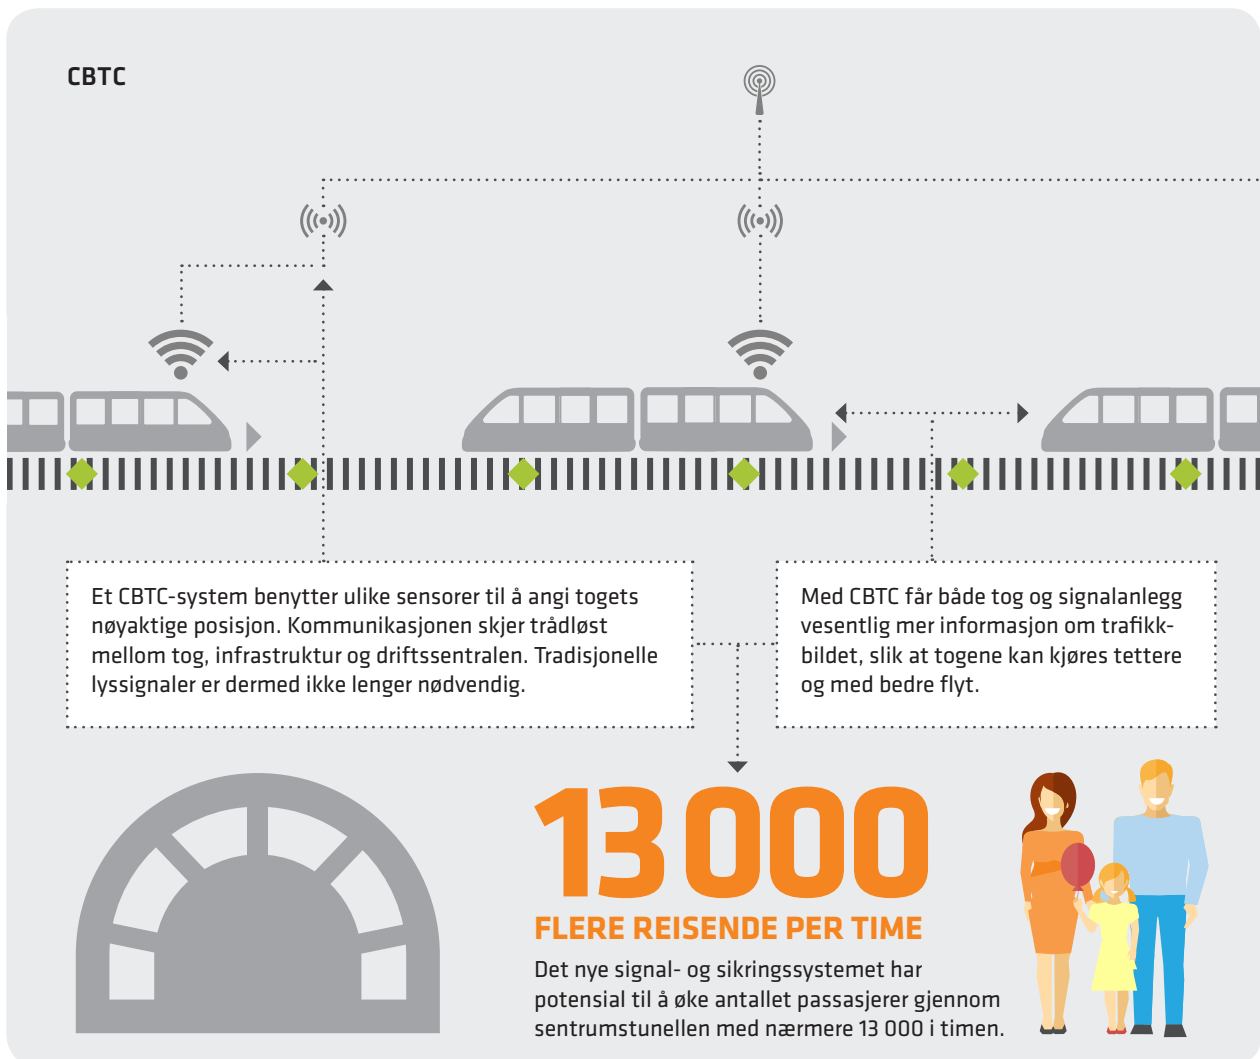 CBTC
Et CBTC-system benytter ulike sensorer til å angi togets
nøyaktige posisjon. Kommunikasjonen skjer trådløst
mellom tog, infrastruktur og driftssentralen. Tradisjonelle
lyssignaler er dermed ikke lenger nødvendig.
Med CBTC får både tog og signalanlegg
vesentlig mer informasjon om trafikk-
bildet, slik at togene kan kjøres tettere
og med bedre flyt.
13 000
FLERE REISENDE PER TIME
Det nye signal- og sikringssystemet har
potensial til å øke antallet passasjerer gjennom
sentrumstunellen med nærmere 13 000 i timen.